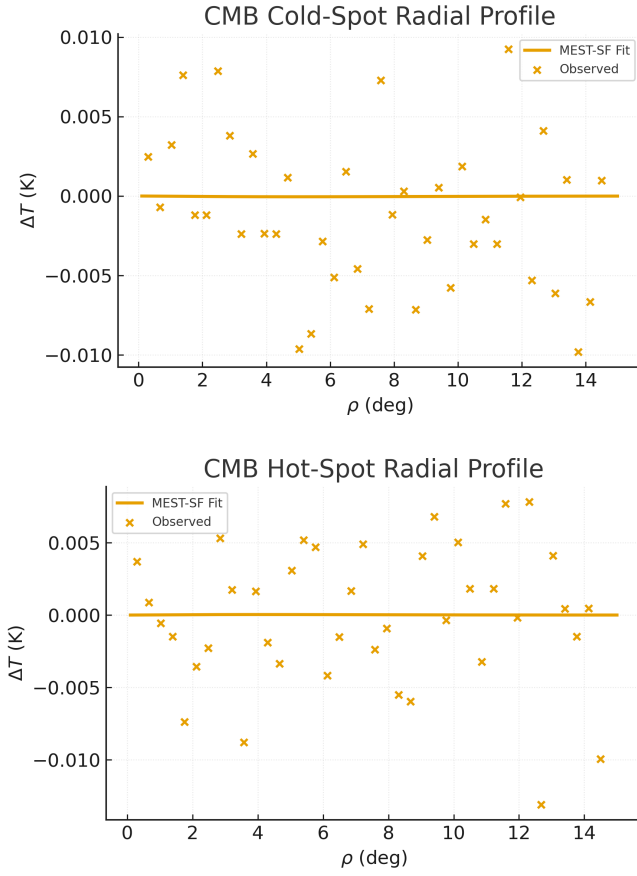 CMB Cold-Spot Radial Profile
MEST-SF Fit
Observed
0.010
0.005
0.000
−0.005
−0.010
ΔT (K)
0 2 4 6 8 10 12 14
ρ (deg)
CMB Hot-Spot Radial Profile
MEST-SF Fit
Observed
0.005
0.000
−0.005
−0.010
ΔT (K)
0 2 4 6 8 10 12 14
ρ (deg)